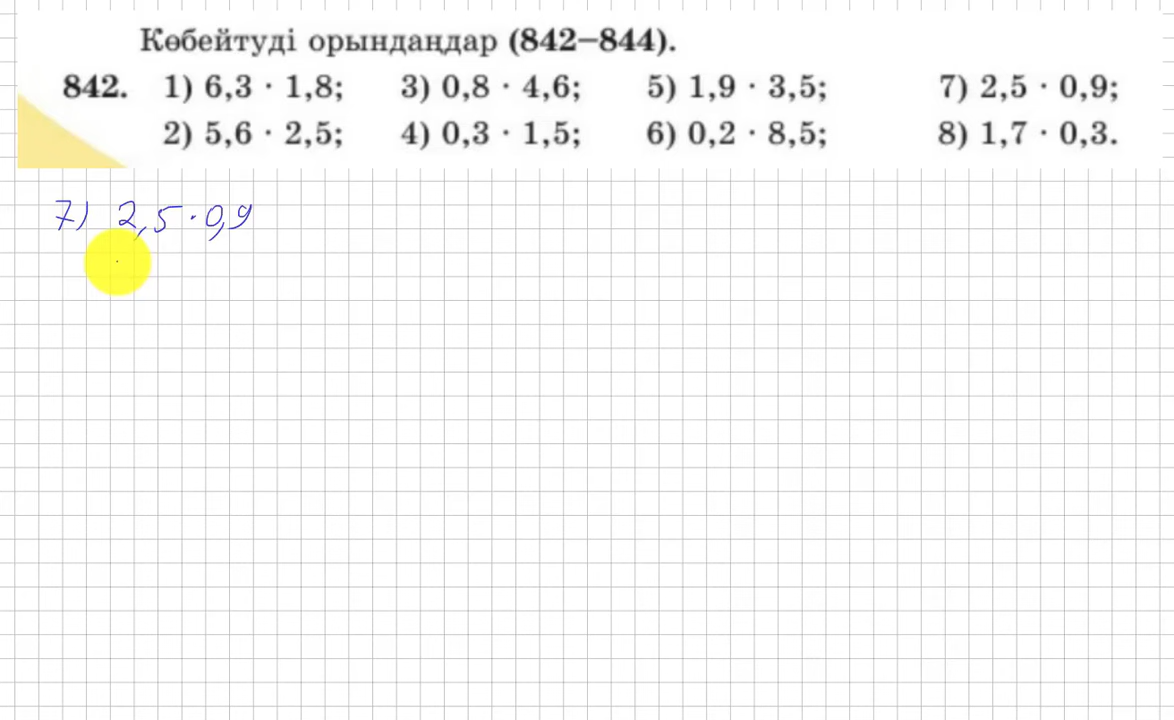 Көбейтуді орындаңдар (842–844).
842. 1) 6,3 · 1,8; 3) 0,8 · 4,6; 5) 1,9 · 3,5; 7) 2,5 · 0,9;
2) 5,6 · 2,5; 4) 0,3 · 1,5; 6) 0,2 · 8,5; 8) 1,7 · 0,3.
7) 2,5 · 0,9